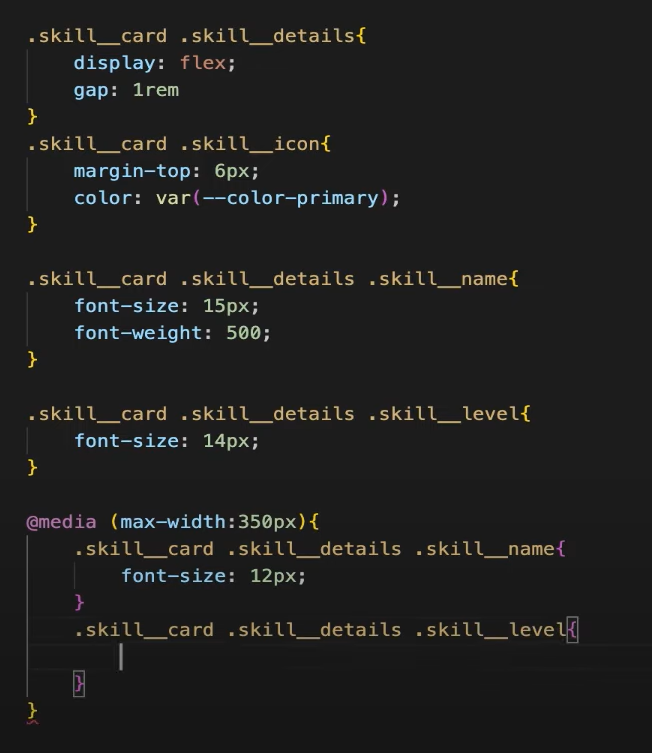 .skill__card .skill__details{
display: flex;
gap: 1rem
}
.skill__card .skill__icon{
margin-top: 6px;
color: var(--color-primary);
}
.skill__card .skill__details .skill__name{
font-size: 15px;
font-weight: 500;
}
.skill__card .skill__details .skill__level{
font-size: 14px;
}
@media (max-width:350px){
.skill__card .skill__details .skill__name{
font-size: 12px;
}
.skill__card .skill__details .skill__level{
}
}